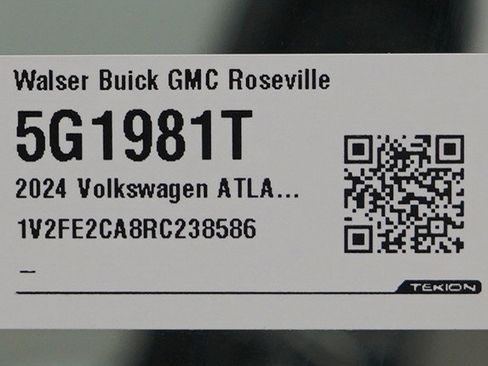 Walser Buick GMC Roseville
5G1981T
2024 Volkswagen ATLA...
1V2FE2CA8RC238586
–
TEKION